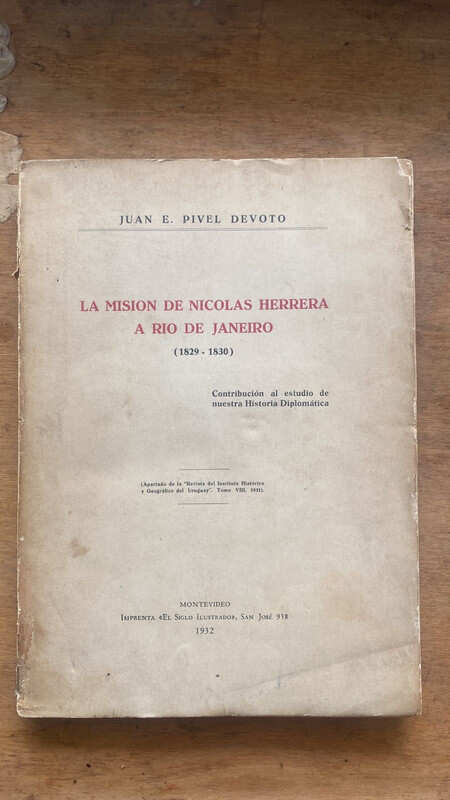 JUAN E. PIVEL DEVOTO
LA MISION DE NICOLAS HERRERA
A RIO DE JANEIRO
(1829 - 1830)
Contribución al estudio de
nuestra Historia Diplomática
(Apartado de la "Revista del Instituto Histórico
y Geográfico del Uruguay". Tomo VIII. 1931).
MONTEVIDEO
IMPRENTA «EL SIGLO ILUSTRADO», SAN JOSÉ 938
1932